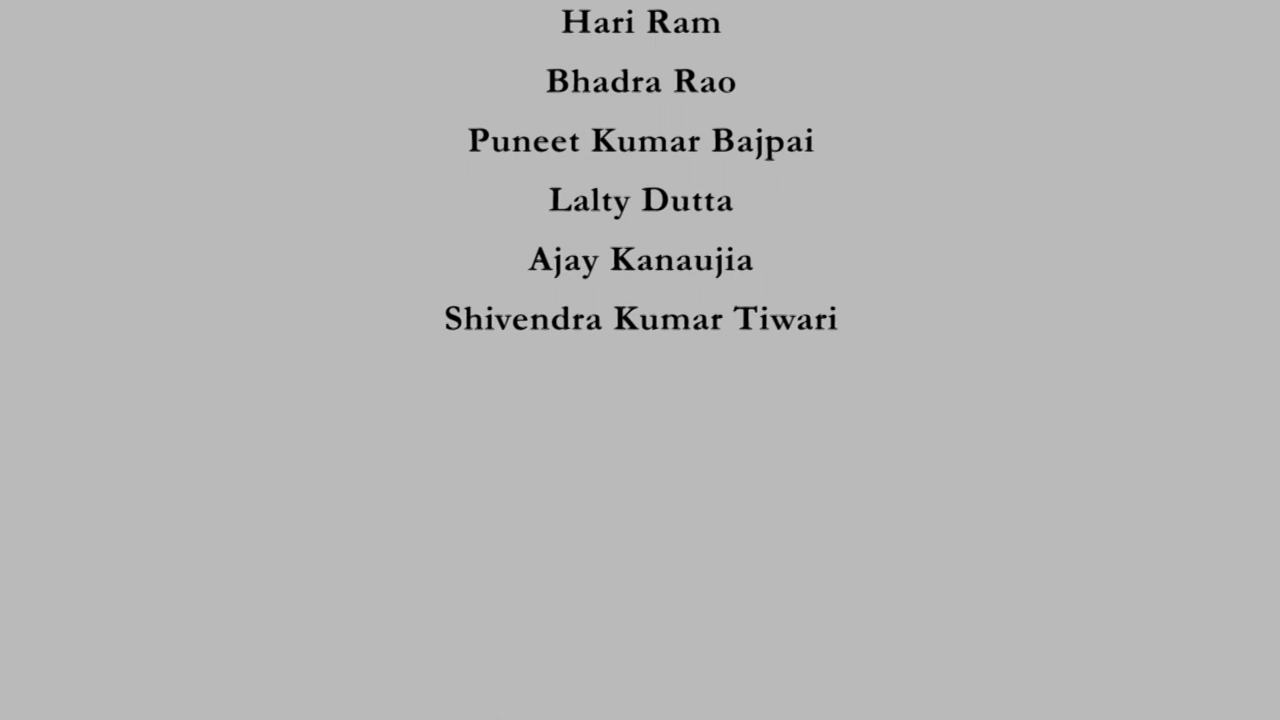 Hari Ram
Bhadra Rao
Puneet Kumar Bajpai
Lalty Dutta
Ajay Kanaujia
Shivendra Kumar Tiwari